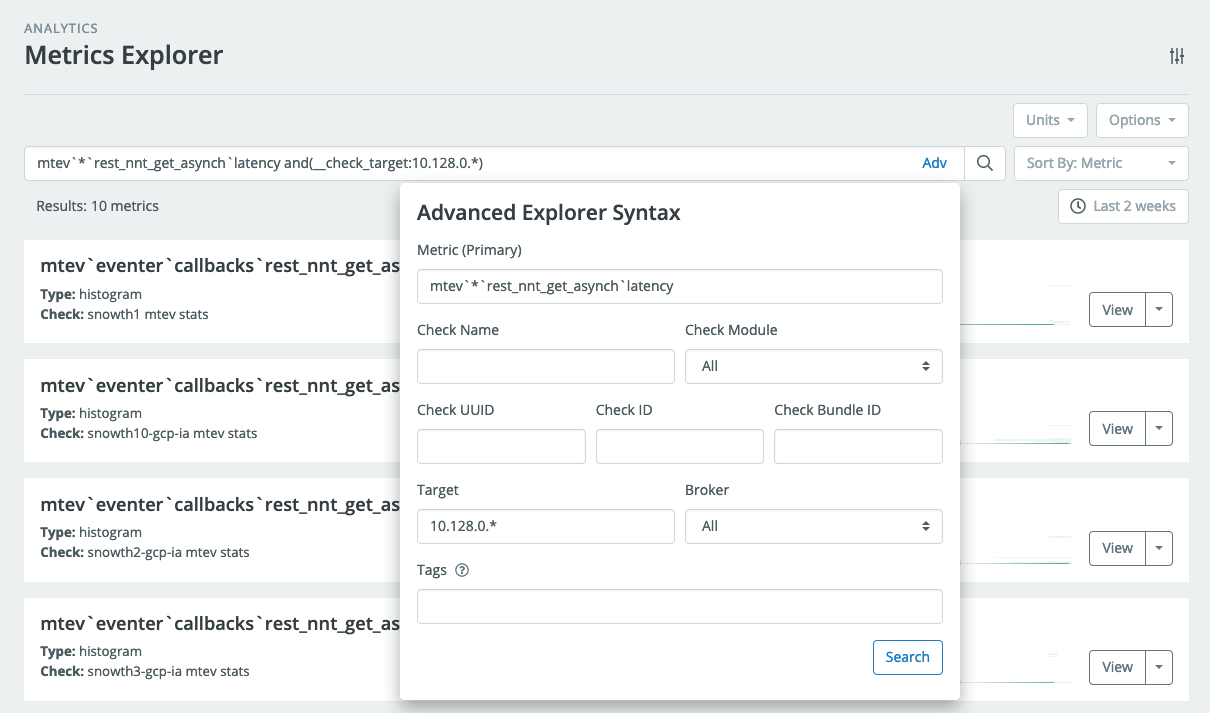 ANALYTICS
Metrics Explorer
Units
Options
mtev`*`rest_nnt_get_asynch`latency and(__check_target:10.128.0.*)
Adv
Sort By: Metric
Results: 10 metrics
Last 2 weeks
Advanced Explorer Syntax
Metric (Primary)
mtev`*`rest_nnt_get_asynch`latency
Check Name
Check Module
All
Check UUID
Check ID
Check Bundle ID
Target
Broker
10.128.0.*
All
Tags ?
Search
mtev`eventer`callbacks`rest_nnt_get_as
Type: histogram
Check: snowth1 mtev stats
View
mtev`eventer`callbacks`rest_nnt_get_as
Type: histogram
Check: snowth10-gcp-ia mtev stats
View
mtev`eventer`callbacks`rest_nnt_get_as
Type: histogram
Check: snowth2-gcp-ia mtev stats
View
mtev`eventer`callbacks`rest_nnt_get_as
Type: histogram
Check: snowth3-gcp-ia mtev stats
View